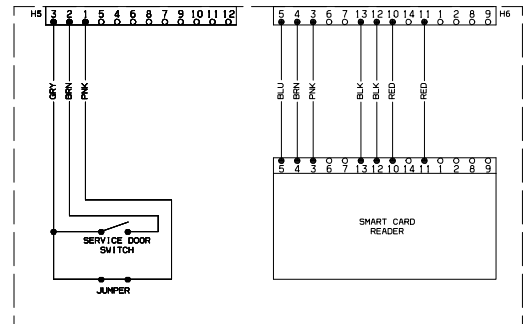 H5 3 2 1 5 4 6 8 7 9 10 11 12
5 4 3 6 7 13 12 10 11 1 2 8 9 H6
GRY BRN PNK
BLU BRN PNK BLK BLK RED RED
5 4 3 6 7 13 12 10 11 1 2 8 9
SMART CARD
READER
SERVICE DOOR
SWITCH
JUMPER